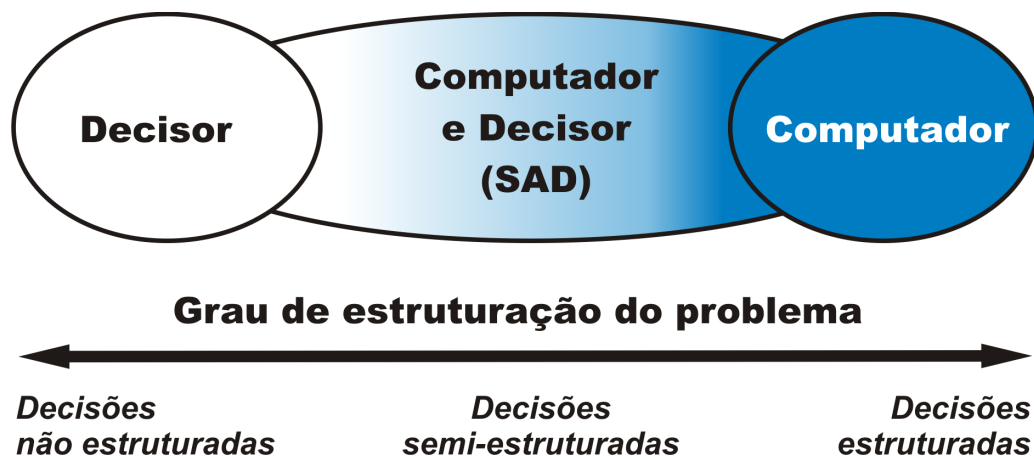 Decisor
Computador
e Decisor
(SAD)
Computador
Grau de estruturação do problema
Decisões
não estruturadas
Decisões
semi-estruturadas
Decisões
estruturadas